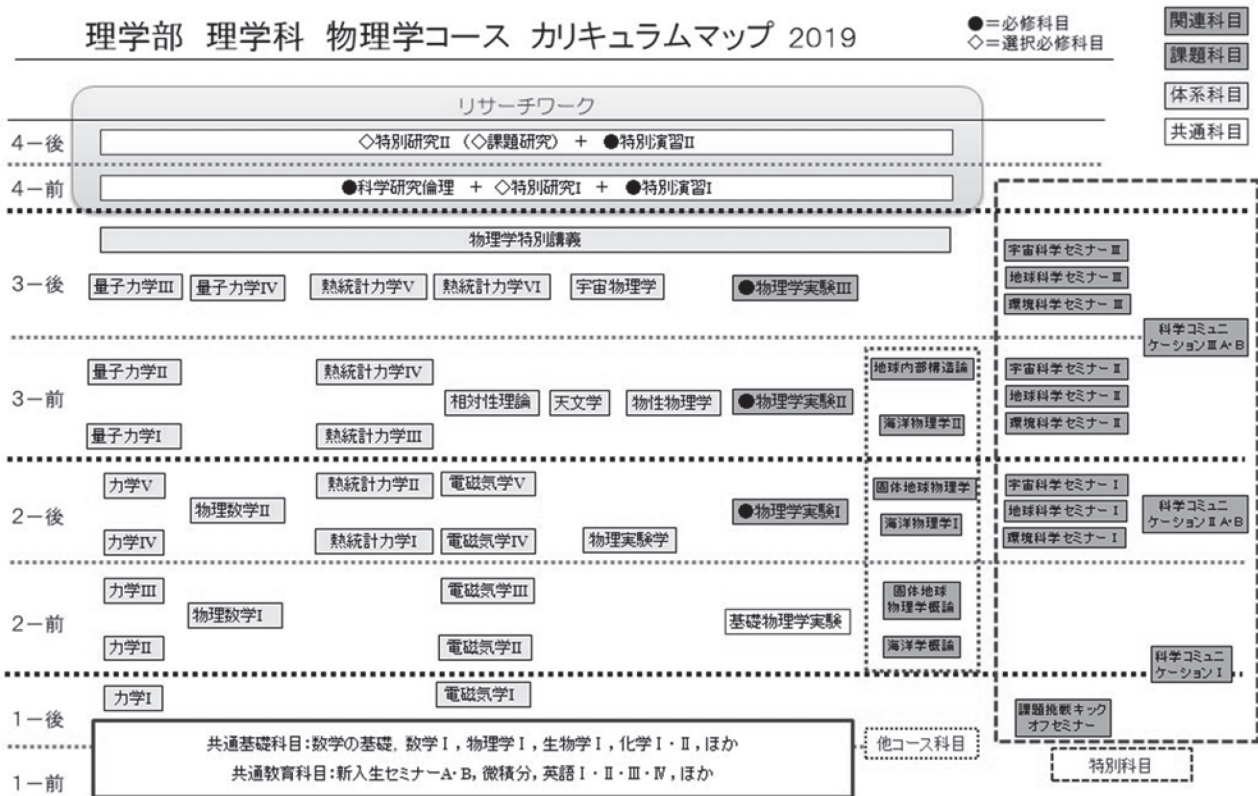 理学部 理学科 物理学コース カリキュラムマップ 2019
●=必修科目
◇=選択必修科目
関連科目
課題科目
体系科目
共通科目
リサーチワーク
4－後
◇特別研究II (◇課題研究) + ●特別演習II
4－前
●科学研究倫理 + ◇特別研究I + ●特別演習I
物理学特別講義
3－後
量子力学III 量子力学IV 熱統計力学V 熱統計力学VI 宇宙物理学 ●物理学実験III
宇宙科学セミナーⅢ
地球科学セミナーⅢ
環境科学セミナーⅢ
科学コミュニ
ケーションⅢA・B
3－前
量子力学II 熱統計力学IV
相対性理論 天文学 物性物理学 ●物理学実験II
量子力学I 熱統計力学III
地球内部構造論
海洋物理学Ⅱ
宇宙科学セミナーⅡ
地球科学セミナーⅡ
環境科学セミナーⅡ
2－後
力学V 熱統計力学II 電磁気学V
物理数学II ●物理学実験I
力学IV 熱統計力学I 電磁気学IV 物理実験学
固体地球物理学
海洋物理学I
宇宙科学セミナーI
地球科学セミナーI
環境科学セミナーI
科学コミュニ
ケーションⅡA・B
2－前
力学III 電磁気学III
物理数学I 基礎物理学実験
力学II 電磁気学II
固体地球
物理学概論
海洋学概論
科学コミュニ
ケーションI
1－後
力学I 電磁気学I
課題挑戦キック
オフセミナー
共通基礎科目:数学の基礎, 数学I, 物理学I, 生物学I, 化学I・Ⅱ, ほか
1－前
共通教育科目:新入生セミナーA・B, 微積分, 英語I・Ⅱ・Ⅲ・Ⅳ, ほか
他コース科目
特別科目